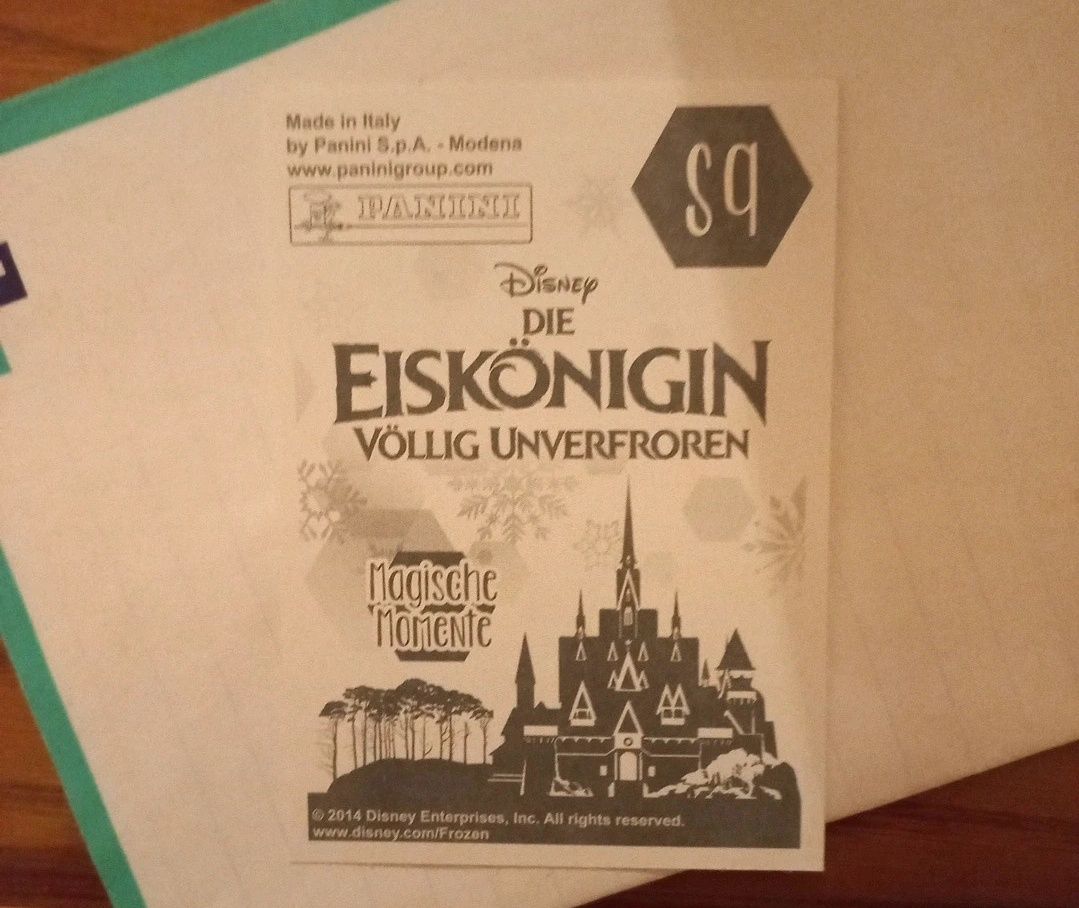 Made in Italy
by Panini S.p.A. - Modena
www.paninigroup.com
PANINI
S9
Disney
DIE
EISKÖNIGIN
VÖLLIG UNVERFROREN
Magische
Momente
© 2014 Disney Enterprises, Inc. All rights reserved.
www.disney.com/Frozen